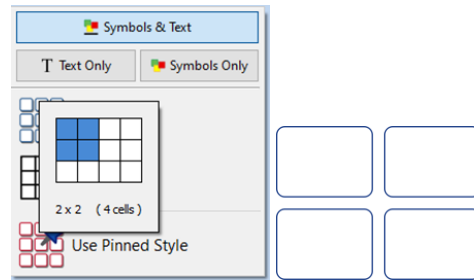 Symbols & Text
T Text Only
Symbols Only
2 x 2 (4 cells)
Use Pinned Style